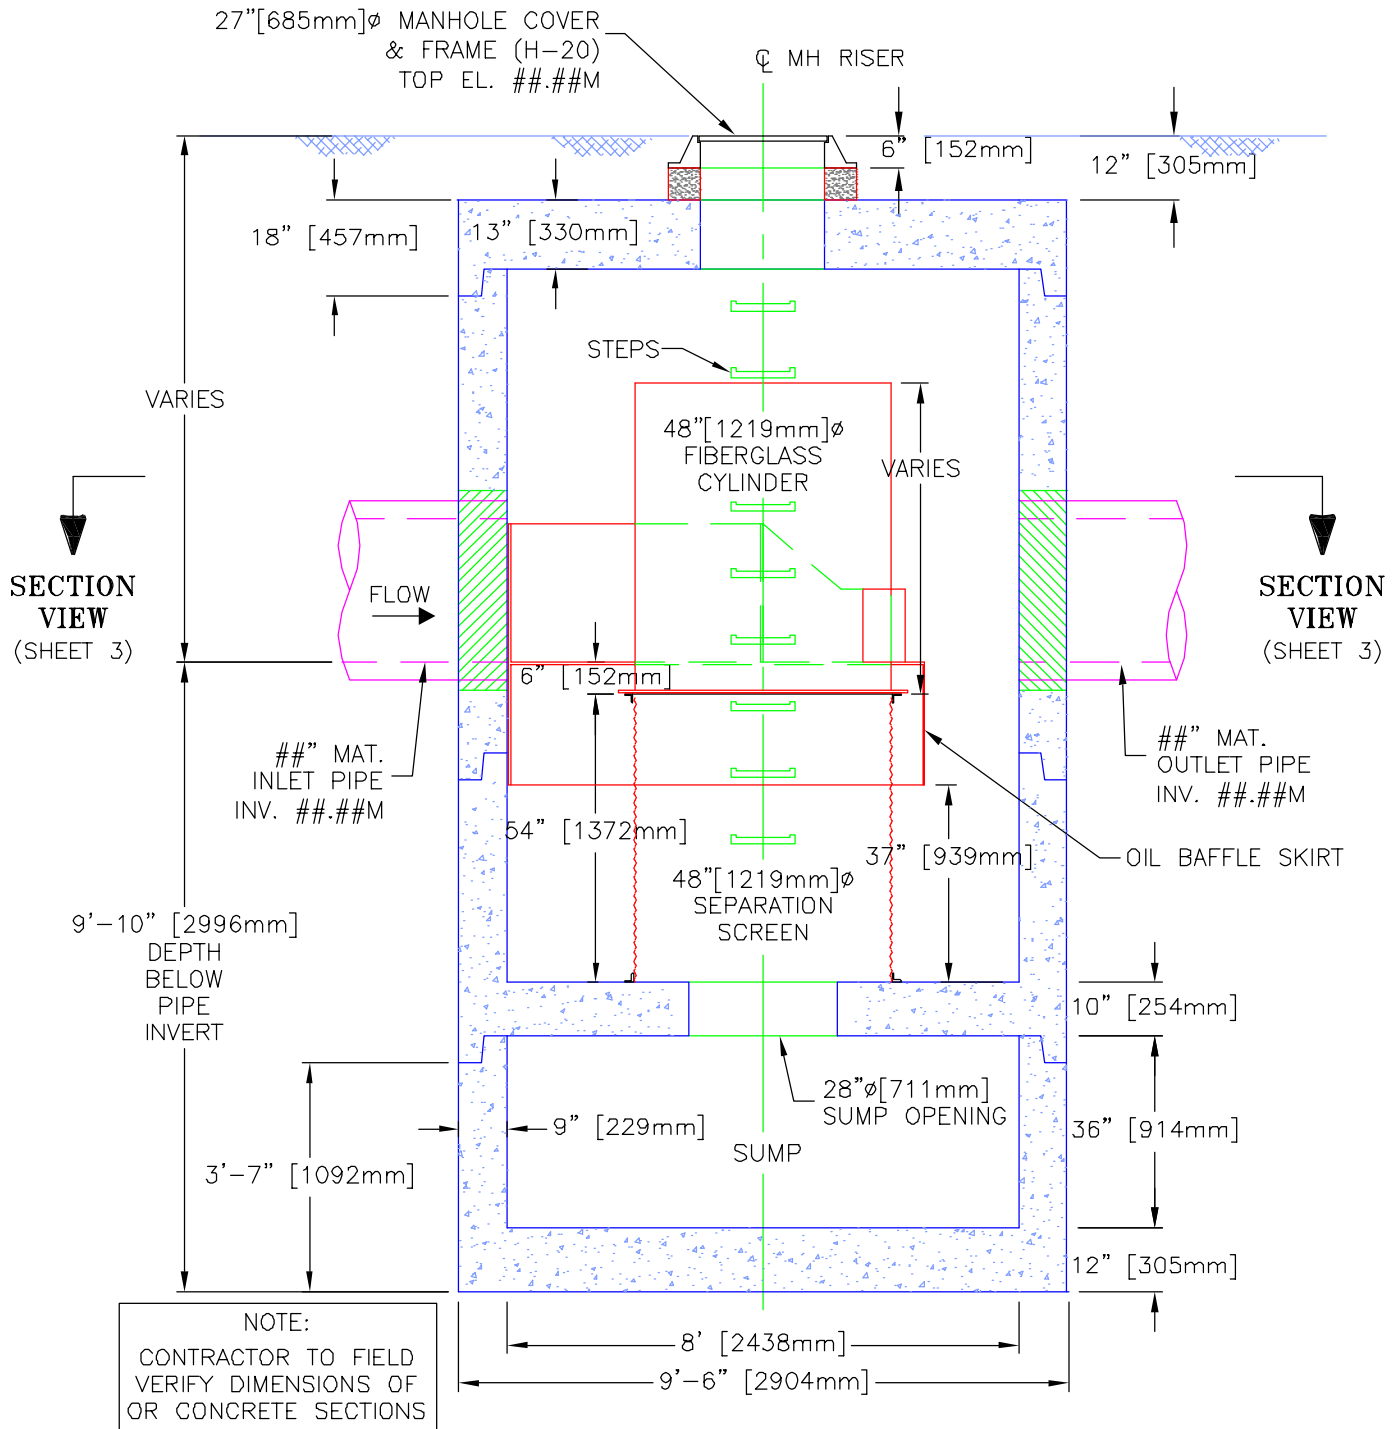 27"[685mm]ø MANHOLE COVER
& FRAME (H-20)
TOP EL. ##.##M
℄ MH RISER
6" [152mm]
12" [305mm]
18" [457mm]
13" [330mm]
STEPS
VARIES
48"[1219mm]ø
FIBERGLASS
CYLINDER
VARIES
SECTION
VIEW
(SHEET 3)
FLOW
SECTION
VIEW
(SHEET 3)
6" [152mm]
##" MAT.
INLET PIPE
INV. ##.##M
##" MAT.
OUTLET PIPE
INV. ##.##M
54" [1372mm]
37" [939mm]
OIL BAFFLE SKIRT
48"[1219mm]ø
SEPARATION
SCREEN
9'-10" [2996mm]
DEPTH
BELOW
PIPE
INVERT
10" [254mm]
28"ø[711mm]
SUMP OPENING
9" [229mm]
36" [914mm]
SUMP
3'-7" [1092mm]
12" [305mm]
NOTE:
CONTRACTOR TO FIELD
VERIFY DIMENSIONS OF
OR CONCRETE SECTIONS
8' [2438mm]
9'-6" [2904mm]